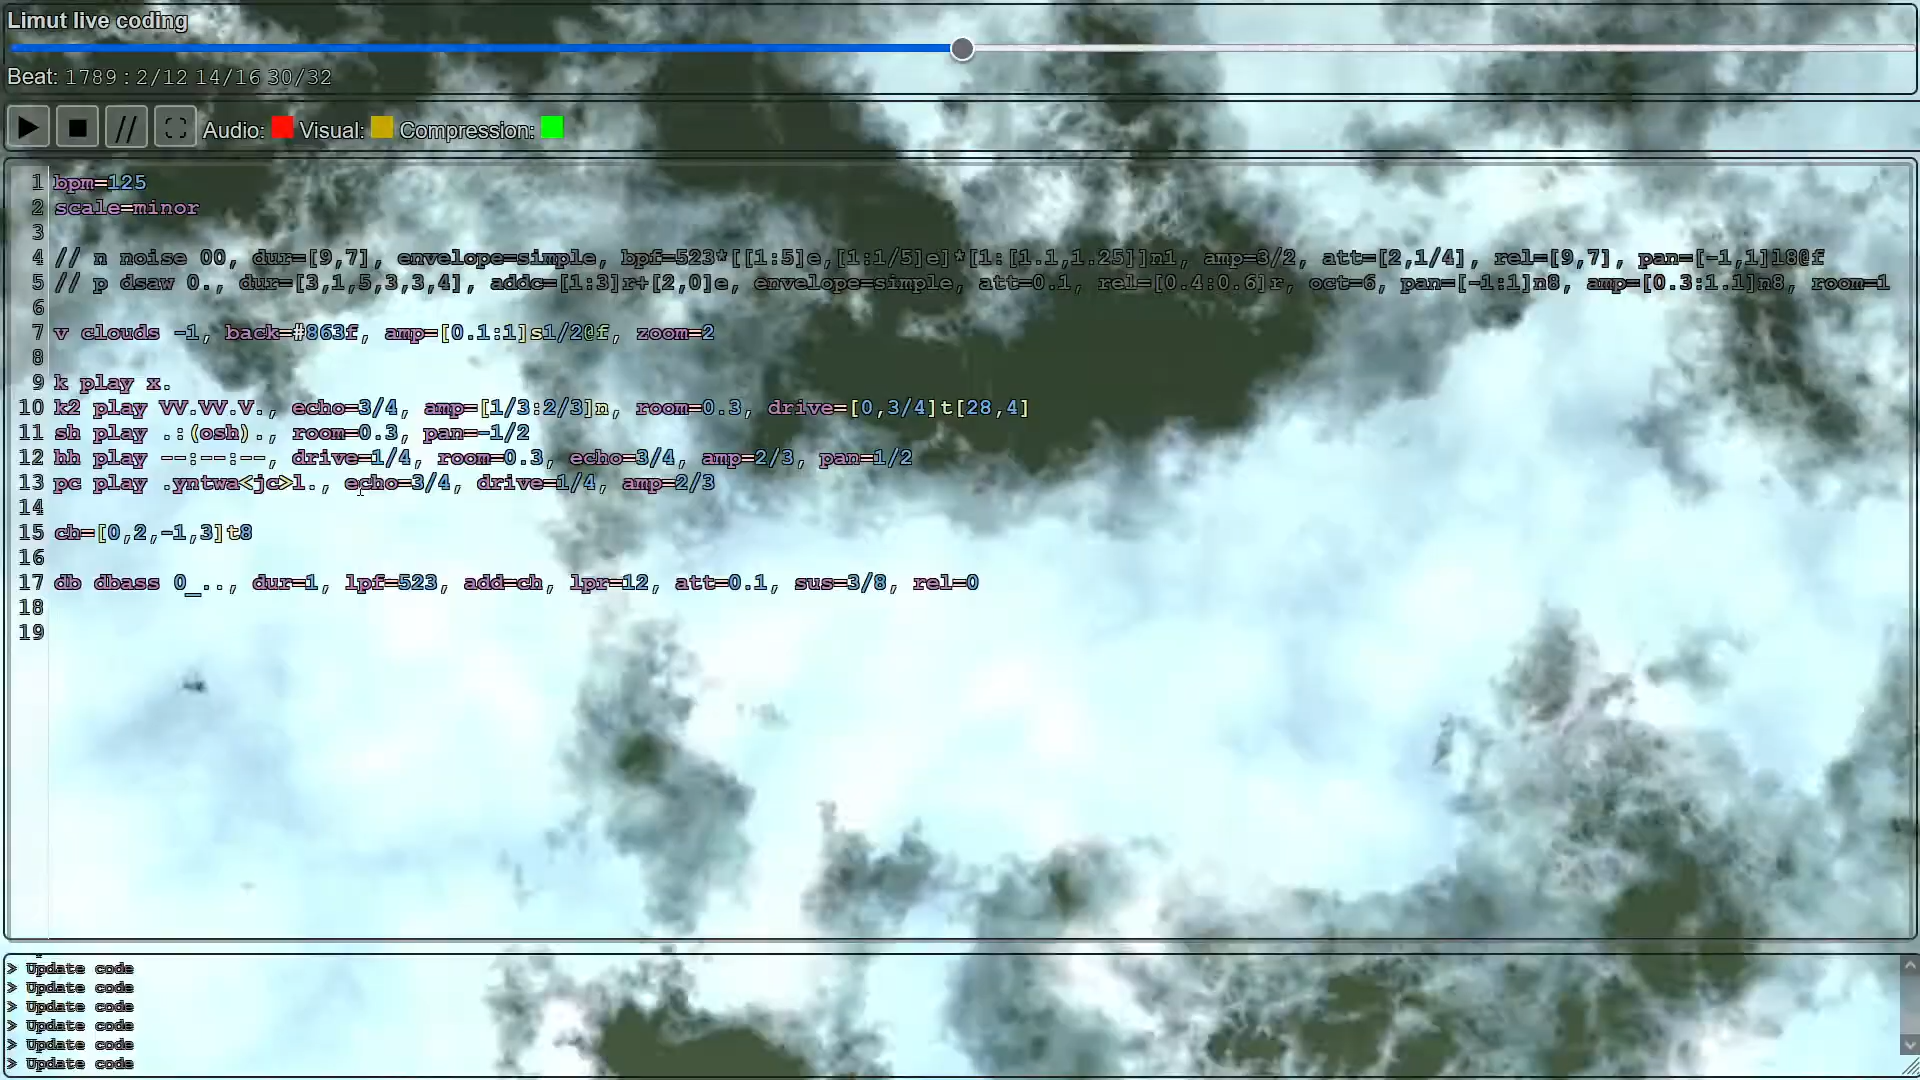 Limut live coding
Beat: 1789 : 2/12 14/16 30/32
// Audio: Visual: Compression:
1 bpm=125
2 scale=minor
3
4 // n noise 00, dur=[9,7], envelope=simple, bpf=523*[[1:5]e,[1:1/5]e]*[1:[1.1,1.25]]n1, amp=3/2, att=[2,1/4], rel=[9,7], pan=[-1,1]l8@f
5 // p dsaw 0., dur=[3,1,5,3,3,4], addc=[1:3]r+[2,0]e, envelope=simple, att=0.1, rel=[0.4:0.6]r, oct=6, pan=[-1:1]n8, amp=[0.3:1.1]n8, room=1
6
7 v clouds -1, back=#863f, amp=[0.1:1]s1/2@f, zoom=2
8
9 k play x.
10 k2 play VV.VV.V., echo=3/4, amp=[1/3:2/3]n, room=0.3, drive=[0,3/4]t[28,4]
11 sh play .:(osh)., room=0.3, pan=-1/2
12 hh play --:--:--, drive=1/4, room=0.3, echo=3/4, amp=2/3, pan=1/2
13 pc play .yntwa<jc>l., echo=3/4, drive=1/4, amp=2/3
14
15 ch=[0,2,-1,3]t8
16
17 db dbass 0_.., dur=1, lpf=523, add=ch, lpr=12, att=0.1, sus=3/8, rel=0
18
19
> Update code
> Update code
> Update code
> Update code
> Update code
> Update code